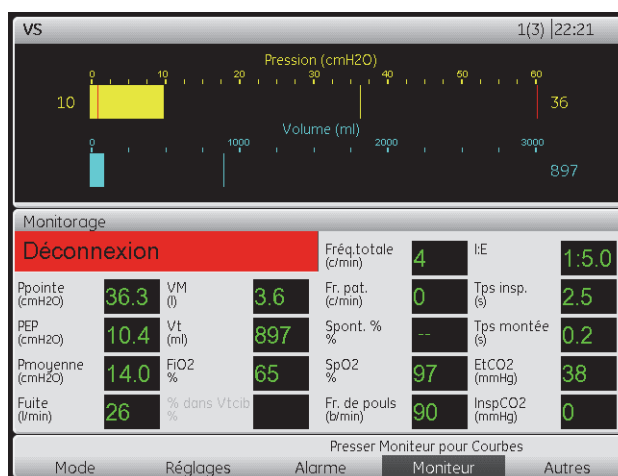 VS 1(3) 22:21
Pression (cmH2O)
0 10 20 30 40 50 60
10 36
Volume (ml)
0 1000 2000 3000
897
Monitorage
Déconnexion
Fréq.totale (c/min) 4 I:E 1:5.0
Ppointe (cmH2O) 36.3 VM (l) 3.6 Fr. pat. (c/min) 0 Tps insp. (s) 2.5
PEP (cmH2O) 10.4 Vt (ml) 897 Spont. % % -- Tps montée (s) 0.2
Pmoyenne (cmH2O) 14.0 FiO2 % 65 SpO2 % 97 EtCO2 (mmHg) 38
Fuite (l/min) 26 % dans Vtcib % Fr. de pouls (b/min) 90 InspCO2 (mmHg) 0
Presser Moniteur pour Courbes
Mode Réglages Alarme Moniteur Autres